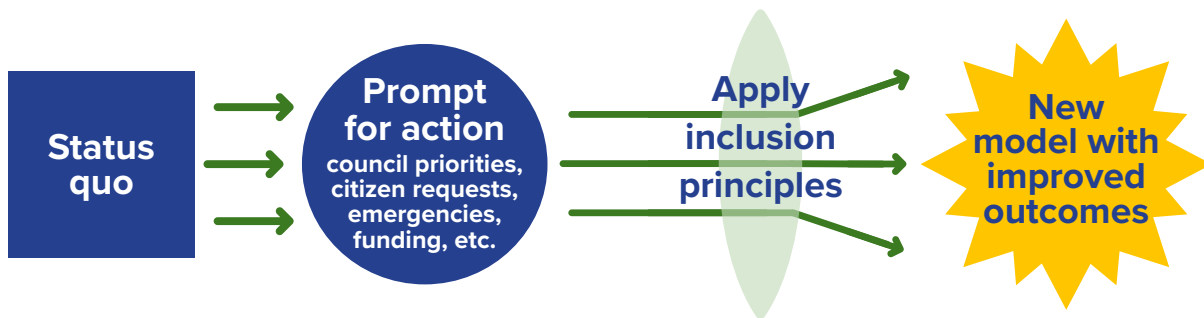 Status
quo
Prompt
for action
council priorities,
citizen requests,
emergencies,
funding, etc.
Apply
inclusion
principles
New
model with
improved
outcomes